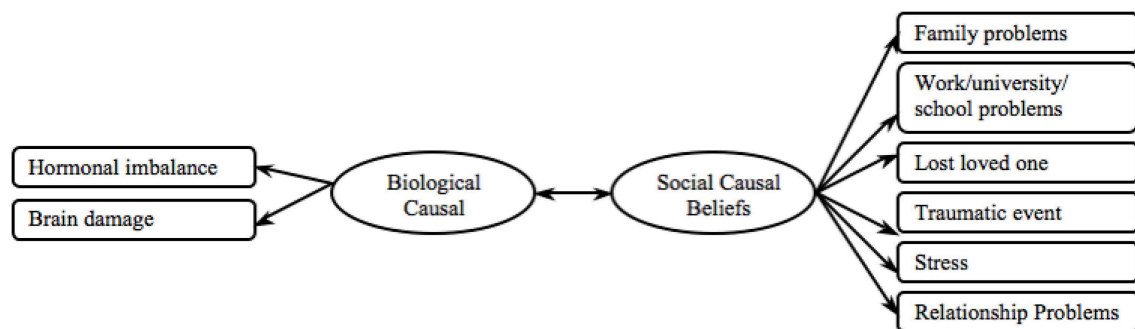 Hormonal imbalance
Brain damage
Biological
Causal
Social Causal
Beliefs
Family problems
Work/university/
school problems
Lost loved one
Traumatic event
Stress
Relationship Problems